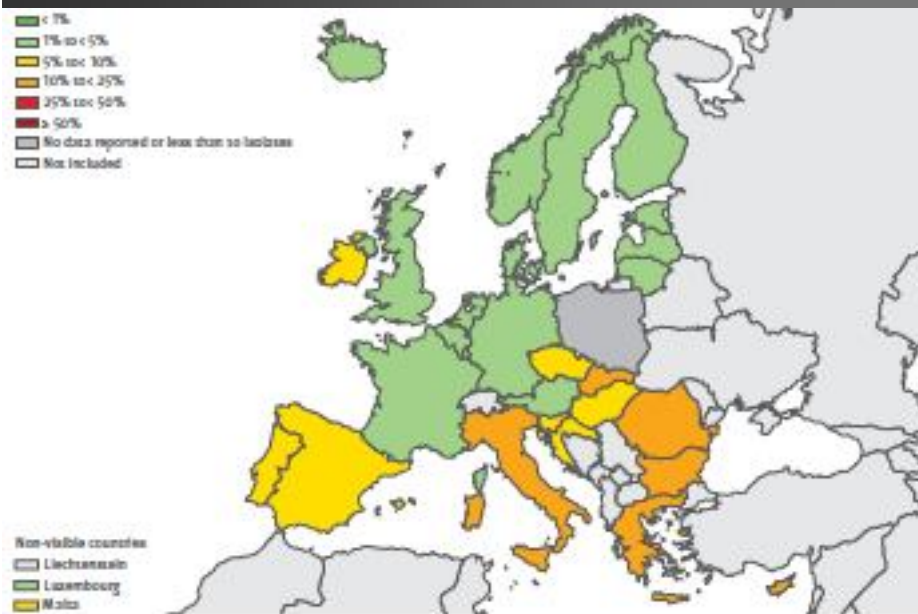 < 1%
1% to < 5%
5% to < 10%
10% to < 25%
25% to < 50%
≥ 50%
No data reported or less than 10 isolates
Not included
Non-visible countries
Liechtenstein
Luxembourg
Malta